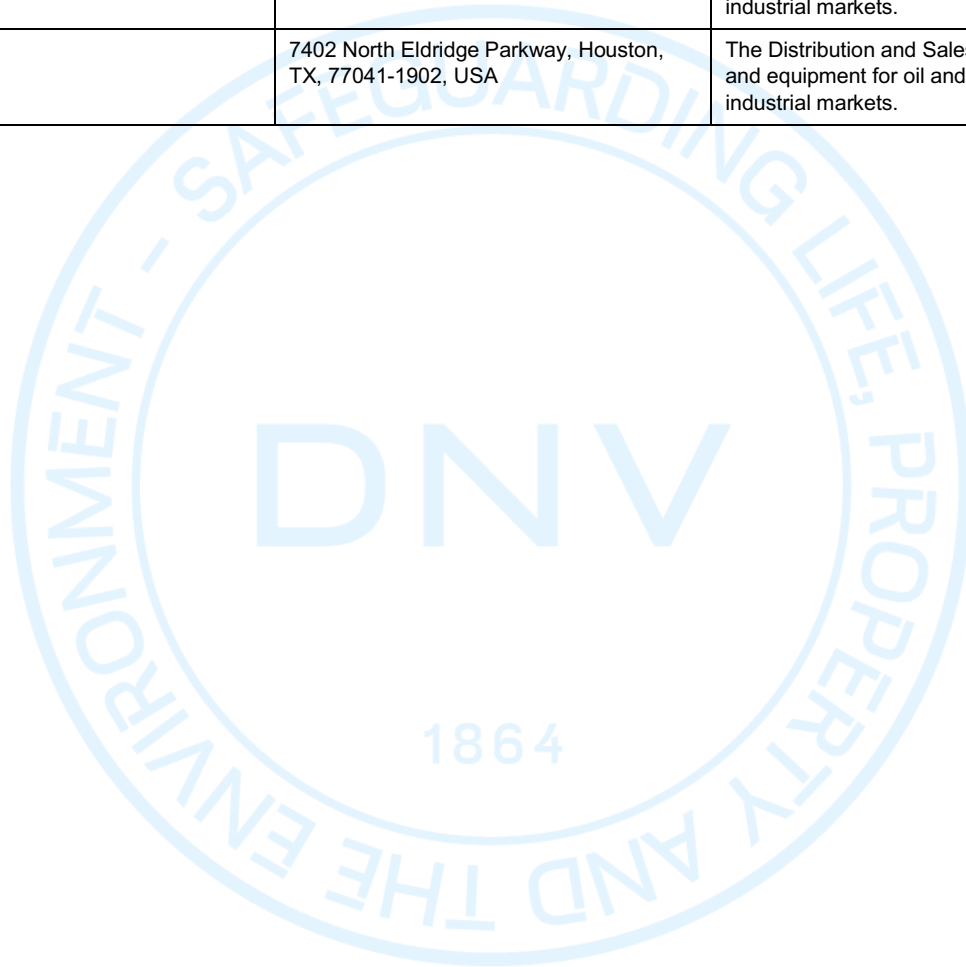 industrial markets.
7402 North Eldridge Parkway, Houston,
TX, 77041-1902, USA
The Distribution and Sales
and equipment for oil and
industrial markets.
SAFEGUARDING LIFE, PROPERTY AND THE ENVIRONMENT -
DNV
1864